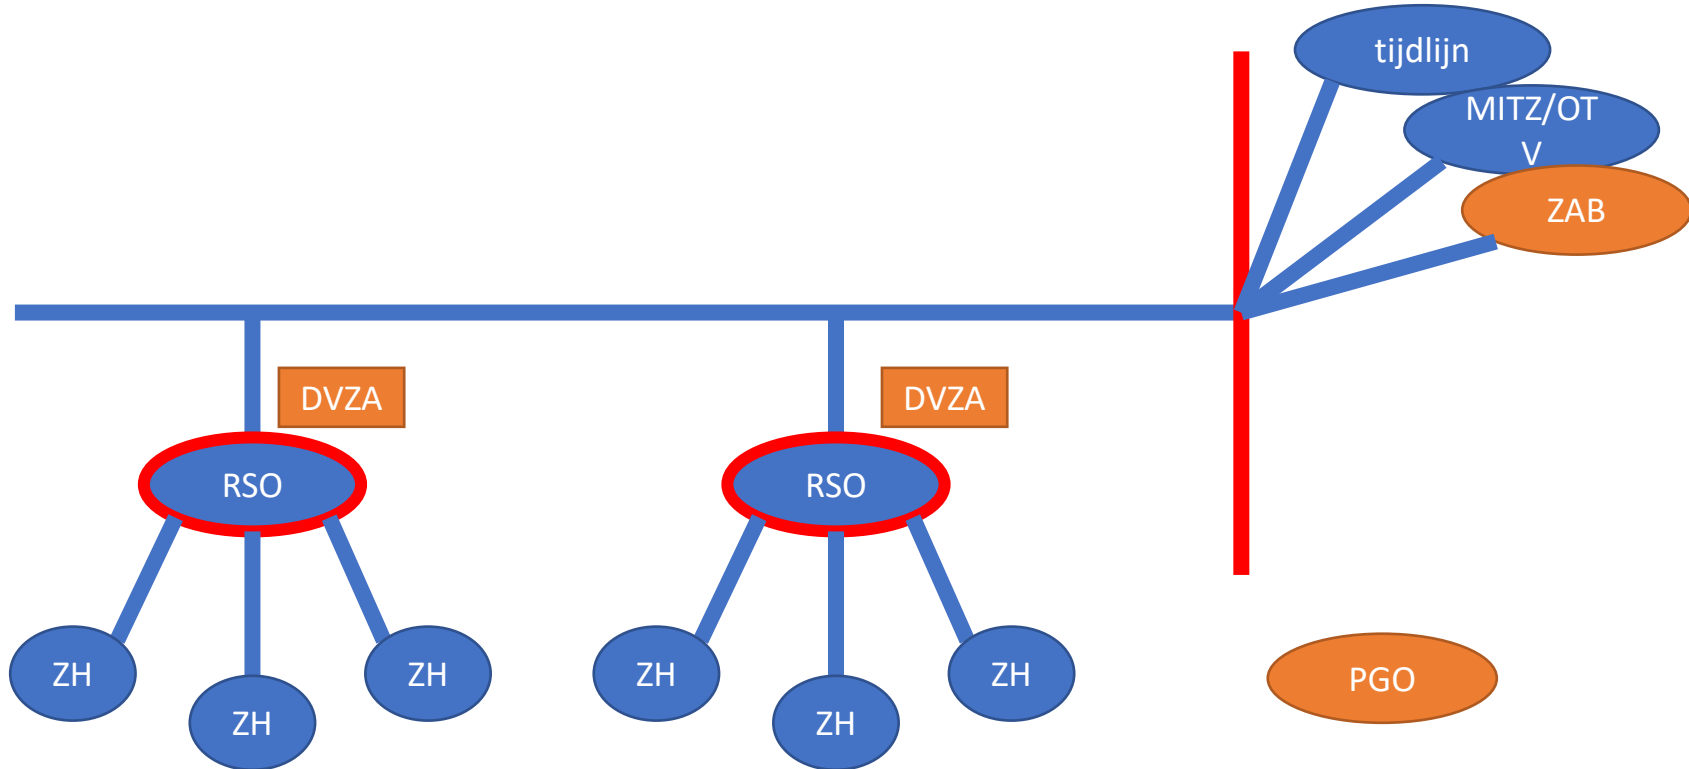 tijdlijn
MITZ/OT
V
ZAB
DVZA
DVZA
RSO
RSO
ZH
ZH
ZH
ZH
ZH
ZH
PGO